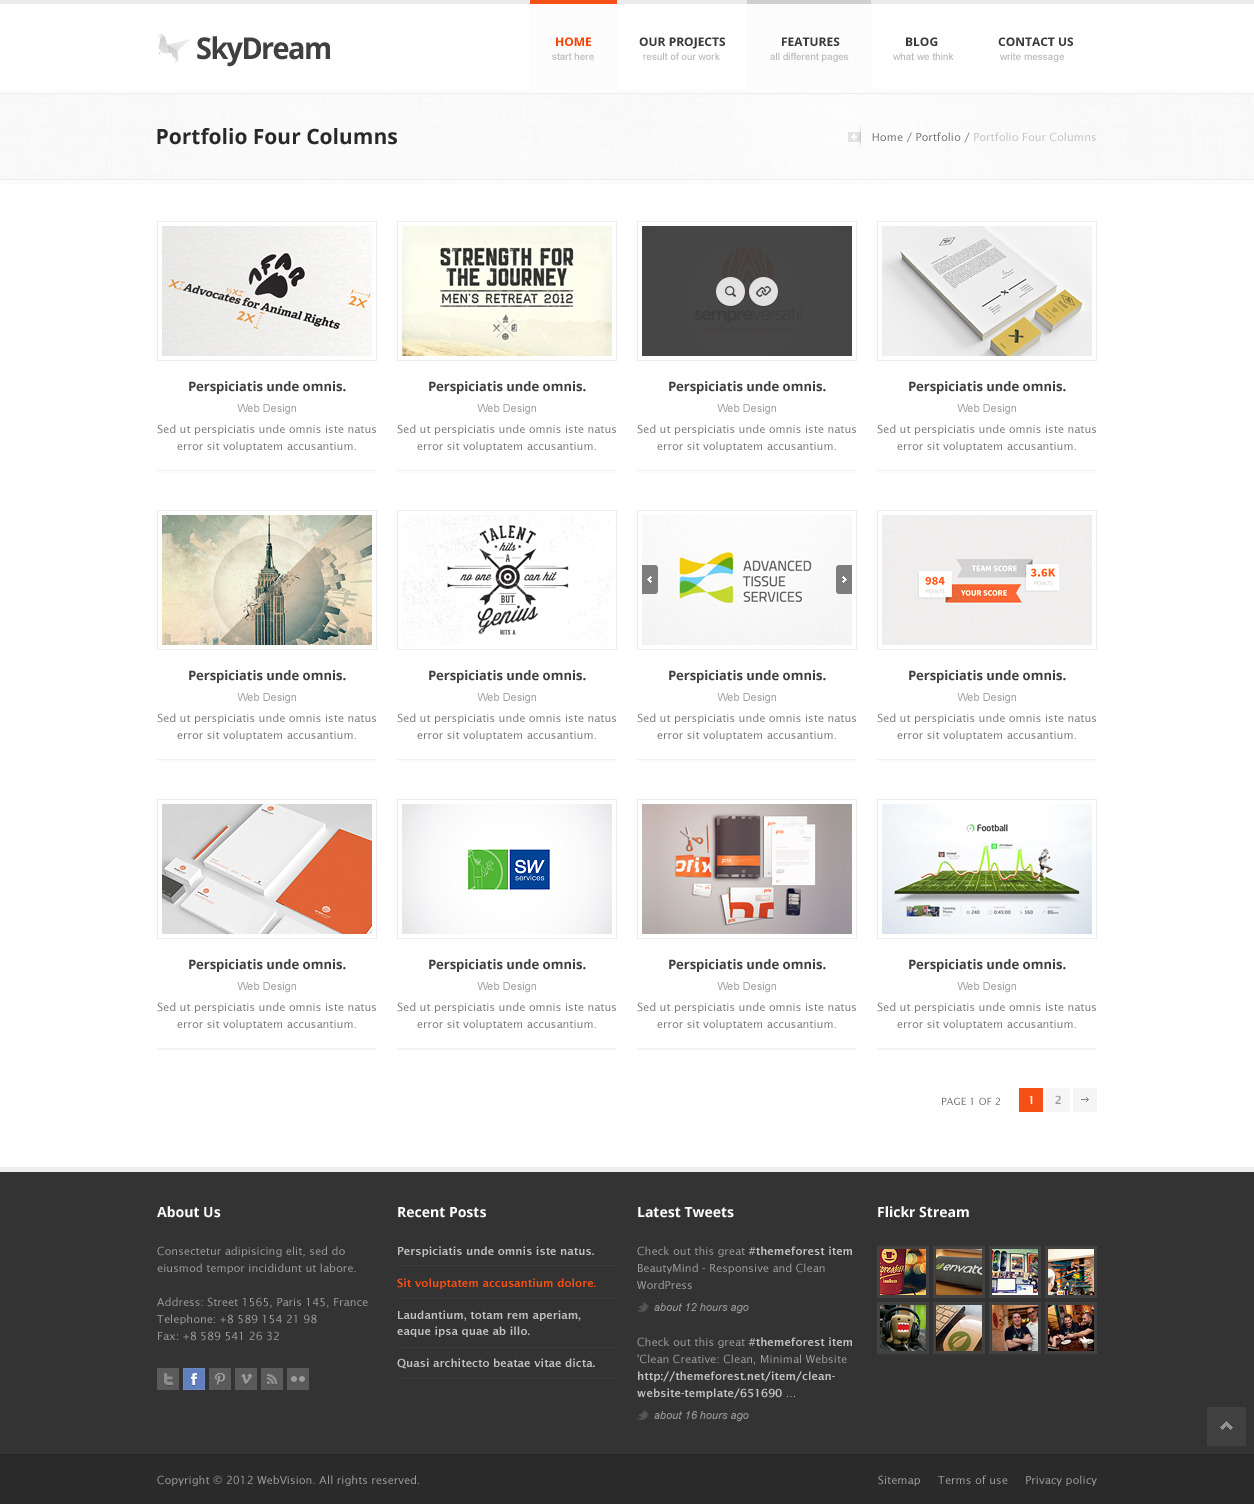 SkyDream
HOME
start here
OUR PROJECTS
result of our work
FEATURES
all different pages
BLOG
what we think
CONTACT US
write message
Portfolio Four Columns
Home / Portfolio / Portfolio Four Columns
AFAR
X
½X
Advocates for Animal Rights
2X
2X
STRENGTH FOR
THE JOURNEY
MEN'S RETREAT 2012
sempreversatil
Perspiciatis unde omnis.
Web Design
Sed ut perspiciatis unde omnis iste natus
error sit voluptatem accusantium.
Perspiciatis unde omnis.
Web Design
Sed ut perspiciatis unde omnis iste natus
error sit voluptatem accusantium.
Perspiciatis unde omnis.
Web Design
Sed ut perspiciatis unde omnis iste natus
error sit voluptatem accusantium.
Perspiciatis unde omnis.
Web Design
Sed ut perspiciatis unde omnis iste natus
error sit voluptatem accusantium.
TALENT
hits
A
no one can hit
BUT
Genius
HITS A
ADVANCED
TISSUE
SERVICES
TEAM SCORE
3.6K
POINTS
984
POINTS
YOUR SCORE
Perspiciatis unde omnis.
Web Design
Sed ut perspiciatis unde omnis iste natus
error sit voluptatem accusantium.
Perspiciatis unde omnis.
Web Design
Sed ut perspiciatis unde omnis iste natus
error sit voluptatem accusantium.
Perspiciatis unde omnis.
Web Design
Sed ut perspiciatis unde omnis iste natus
error sit voluptatem accusantium.
Perspiciatis unde omnis.
Web Design
Sed ut perspiciatis unde omnis iste natus
error sit voluptatem accusantium.
SW
services
prix
prix
prix
Football
240
0:45:00
160
86
Perspiciatis unde omnis.
Web Design
Sed ut perspiciatis unde omnis iste natus
error sit voluptatem accusantium.
Perspiciatis unde omnis.
Web Design
Sed ut perspiciatis unde omnis iste natus
error sit voluptatem accusantium.
Perspiciatis unde omnis.
Web Design
Sed ut perspiciatis unde omnis iste natus
error sit voluptatem accusantium.
Perspiciatis unde omnis.
Web Design
Sed ut perspiciatis unde omnis iste natus
error sit voluptatem accusantium.
PAGE 1 OF 2
1
2
About Us
Consectetur adipisicing elit, sed do
eiusmod tempor incididunt ut labore.
Address: Street 1565, Paris 145, France
Telephone: +8 589 154 21 98
Fax: +8 589 541 26 32
Recent Posts
Perspiciatis unde omnis iste natus.
Sit voluptatem accusantium dolore.
Laudantium, totam rem aperiam,
eaque ipsa quae ab illo.
Quasi architecto beatae vitae dicta.
Latest Tweets
Check out this great #themeforest item
BeautyMind - Responsive and Clean
WordPress
about 12 hours ago
Check out this great #themeforest item
'Clean Creative: Clean, Minimal Website
http://themeforest.net/item/clean-
website-template/651690 ...
about 16 hours ago
Flickr Stream
envato
Copyright © 2012 WebVision. All rights reserved.
Sitemap
Terms of use
Privacy policy